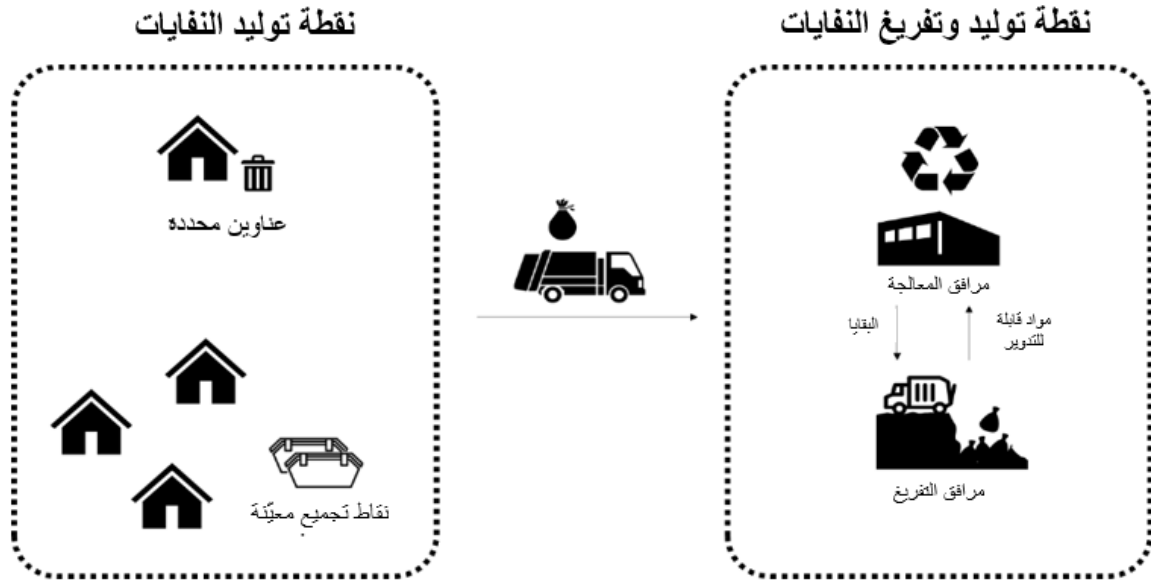 نقطة توليد وتفريغ النفايات
نقطة توليد النفايات
عناوين محدده
نقاط تجميع معيّنة
مرافق المعالجة
مواد قابلة
للتدوير
البقايا
مرافق التفريغ